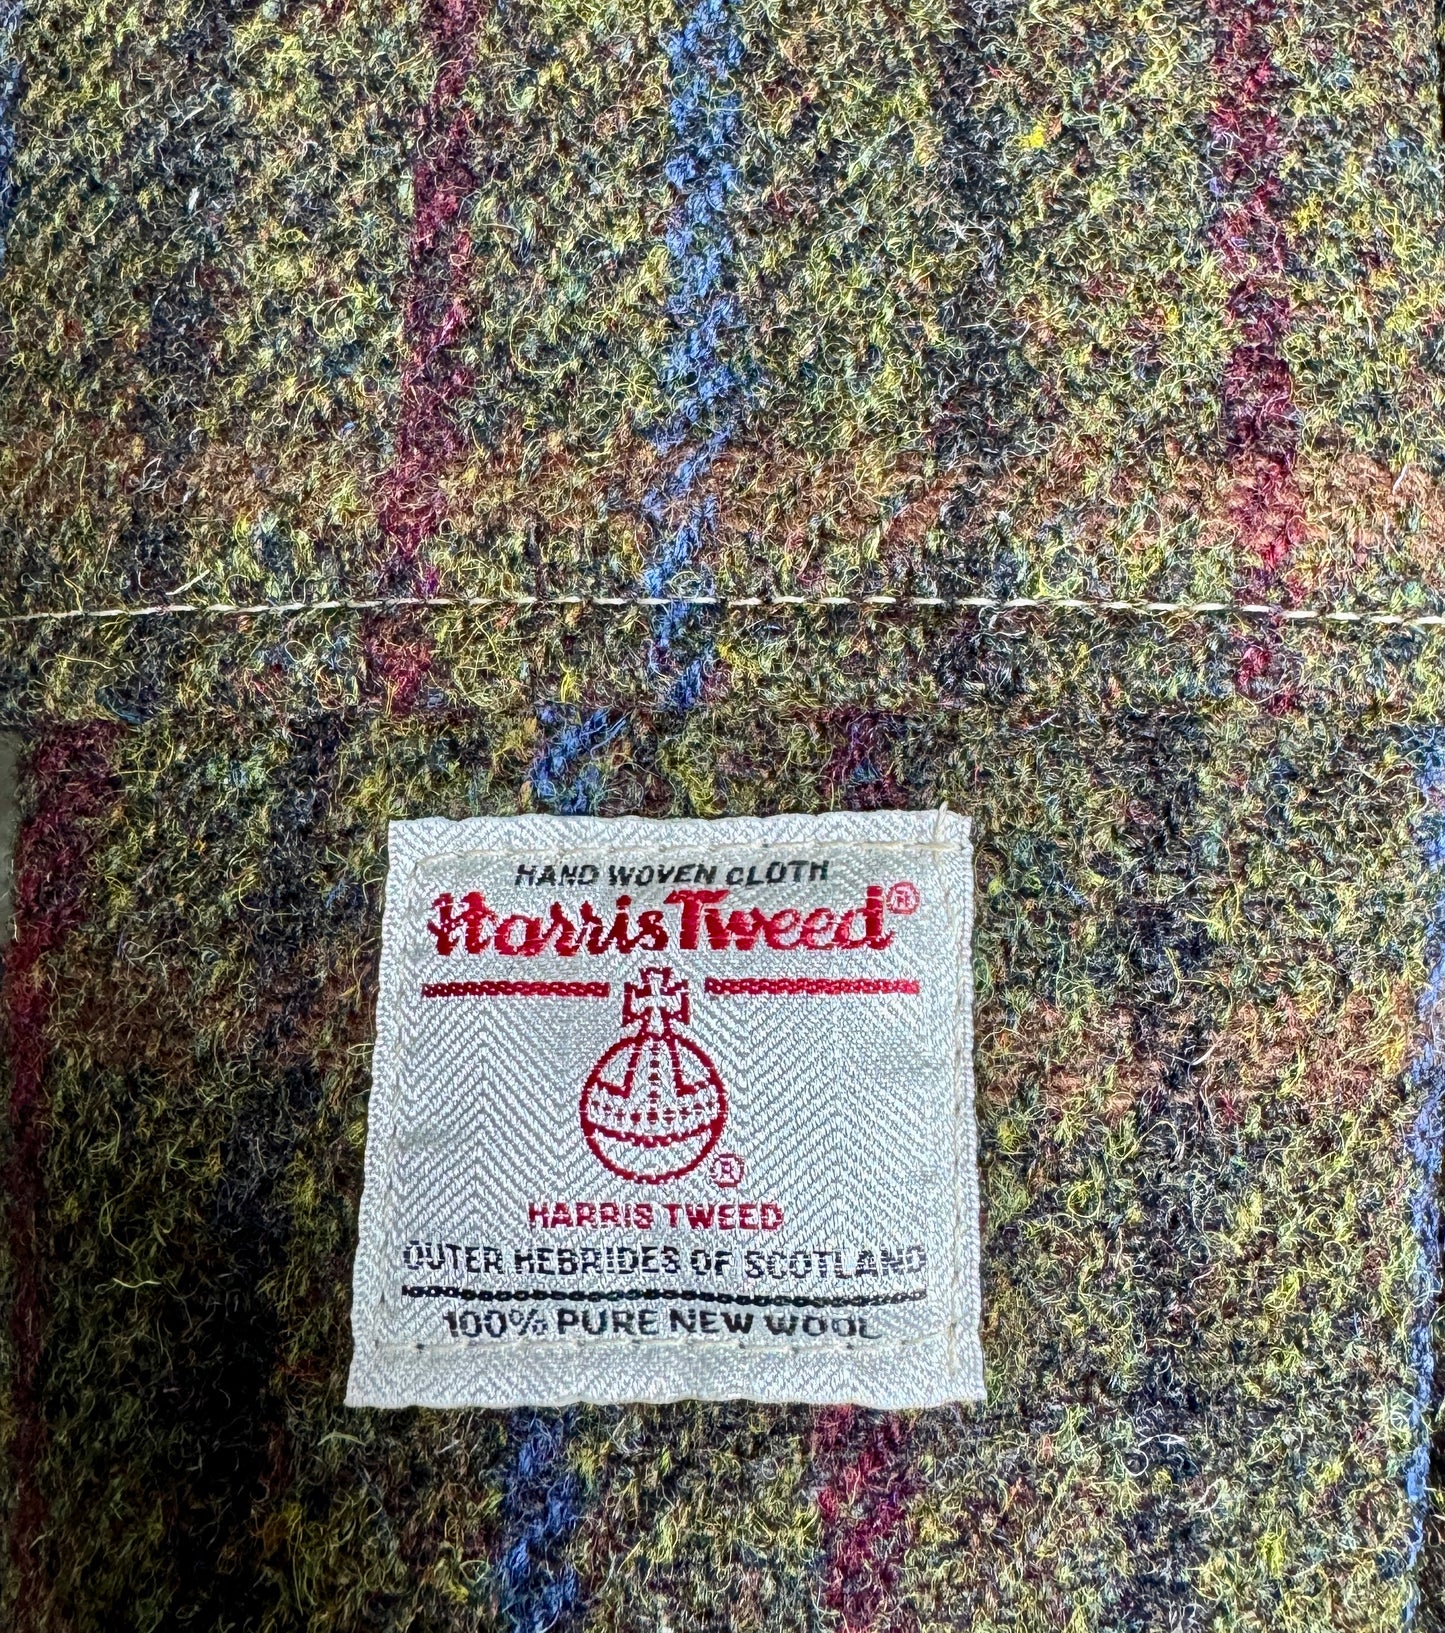 HAND WOVEN CLOTH
Harris Tweed®
®
HARRIS TWEED
OUTER HEBRIDES OF SCOTLAND
100% PURE NEW WOOL